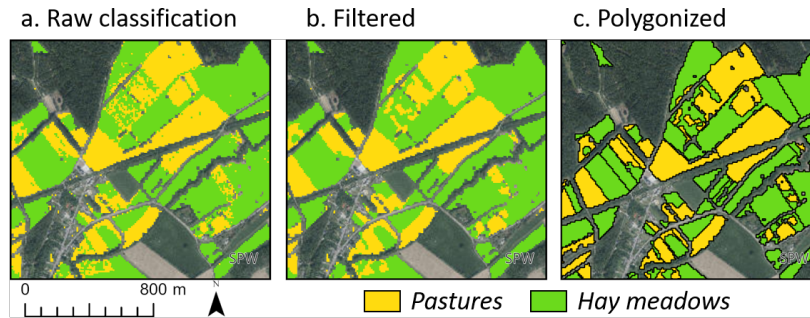 a. Raw classification
b. Filtered
c. Polygonized
SPW
SPW
SPW
0 800 m
N
Pastures
Hay meadows